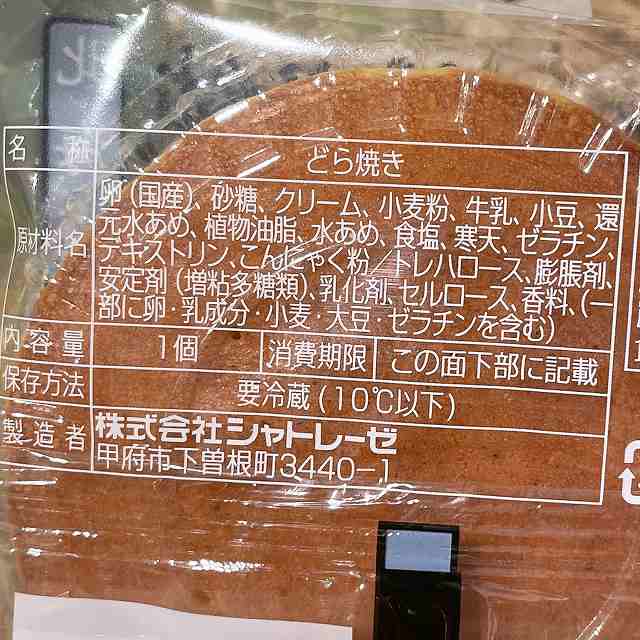 名称 どら焼き
原材料名 卵(国産)、砂糖、クリーム、小麦粉、牛乳、小豆、還
元水あめ、植物油脂、水あめ、食塩、寒天、ゼラチン、
デキストリン、こんにゃく粉/トレハロース、膨脹剤、
安定剤(増粘多糖類)、乳化剤、セルロース、香料、(一
部に卵・乳成分・小麦・大豆・ゼラチンを含む)
内容量 1個 消費期限 この面下部に記載
保存方法 要冷蔵(10℃以下)
製造者 株式会社シャトレーゼ
甲府市下曽根町3440-1